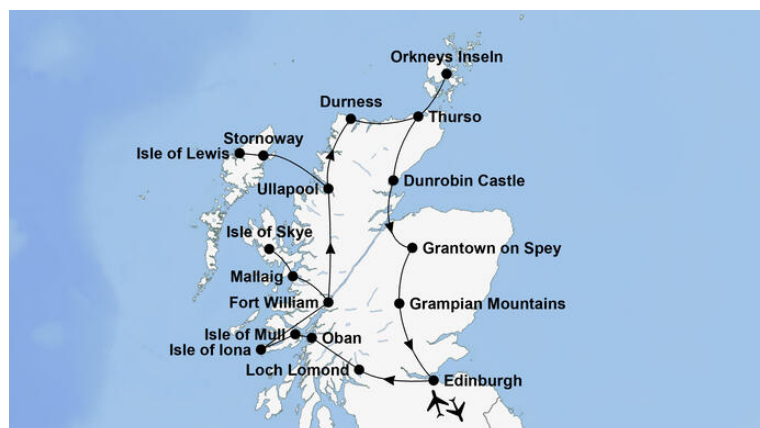 Orkneys Inseln
Durness
Thurso
Stornoway
Isle of Lewis
Ullapool
Dunrobin Castle
Isle of Skye
Grantown on Spey
Mallaig
Fort William
Grampian Mountains
Isle of Mull
Oban
Isle of Iona
Loch Lomond
Edinburgh